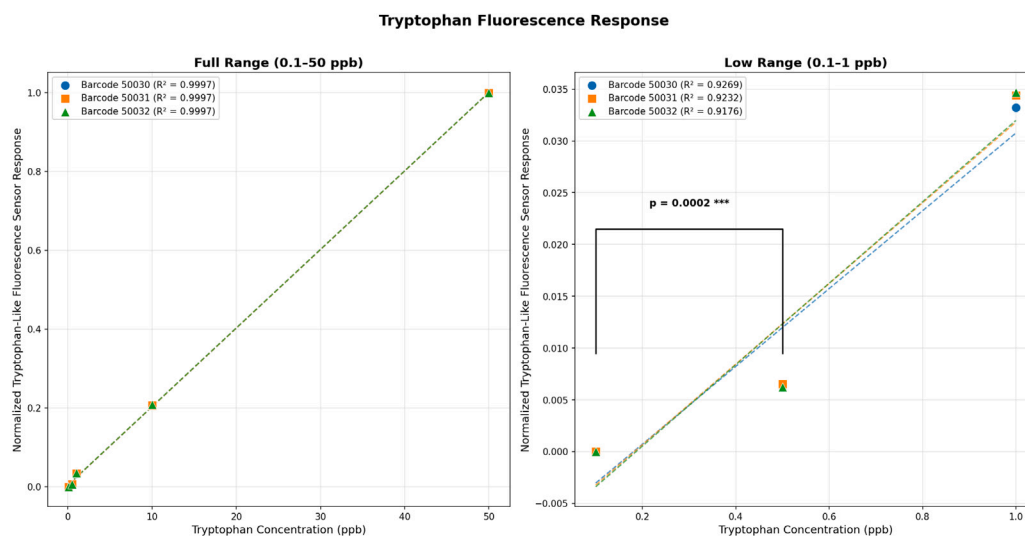 Tryptophan Fluorescence Response
Full Range (0.1–50 ppb)
Normalized Tryptophan-Like Fluorescence Sensor Response
1.0
0.8
0.6
0.4
0.2
0.0
Barcode 50030 (R² = 0.9997)
Barcode 50031 (R² = 0.9997)
Barcode 50032 (R² = 0.9997)
0 10 20 30 40 50
Tryptophan Concentration (ppb)
Low Range (0.1–1 ppb)
Normalized Tryptophan-Like Fluorescence Sensor Response
0.035
0.030
0.025
0.020
0.015
0.010
0.005
0.000
−0.005
Barcode 50030 (R² = 0.9269)
Barcode 50031 (R² = 0.9232)
Barcode 50032 (R² = 0.9176)
p = 0.0002 ***
0.2 0.4 0.6 0.8 1.0
Tryptophan Concentration (ppb)